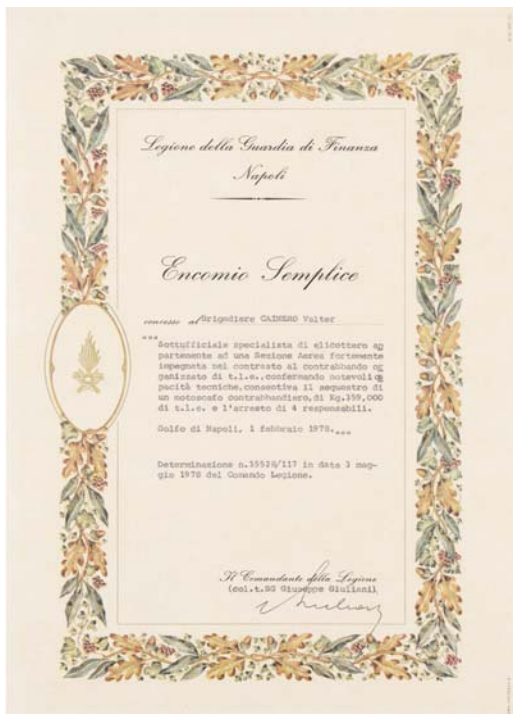 Legione della Guardia di Finanza
Napoli
Encomio Semplice
concesso al Brigadiere CAINERO Valter
"""
Sottufficiale specialista di elicottero ap
partenente ad una Sezione Aerea fortemente
impegnata nel contrasto al contrabbando or
ganizzato di t.l.e., confermando notevoli ca
pacità tecniche, consentiva il sequestro di
un motoscafo contrabbandiero, di Kg.359,000
di t.l.e. e l'arresto di 4 responsabili.
Golfo di Napoli, 1 febbraio 1978."""
Determinazione n.35528/117 in data 3 mag-
gio 1978 del Comando Legione.
Il Comandante della Legione
(col.t.SG Giuseppe Giuliani)